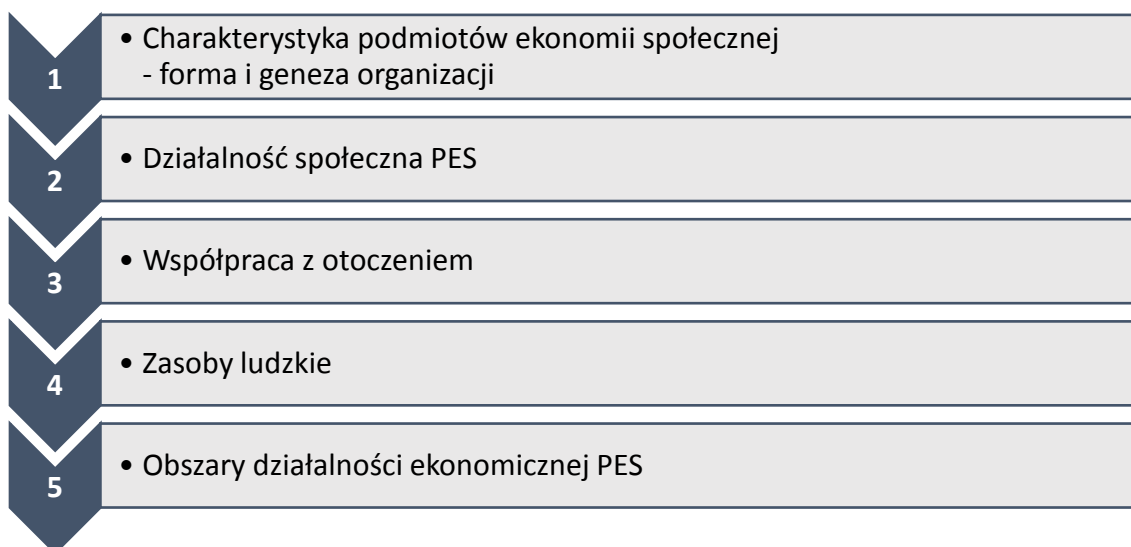 1
• Charakterystyka podmiotów ekonomii społecznej
- forma i geneza organizacji
2
• Działalność społeczna PES
3
• Współpraca z otoczeniem
4
• Zasoby ludzkie
5
• Obszary działalności ekonomicznej PES